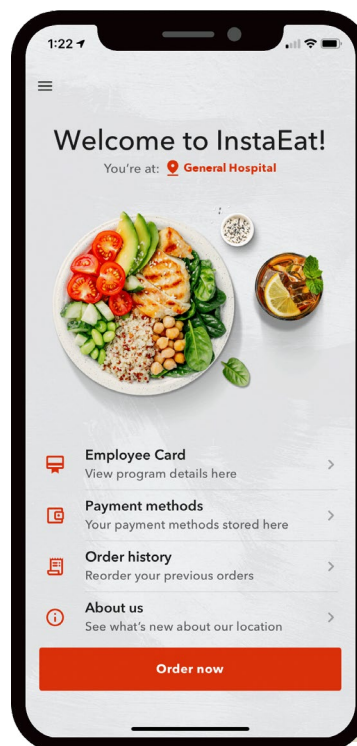 1:22
Welcome to InstaEat!
You're at: General Hospital
Employee Card
View program details here
Payment methods
Your payment methods stored here
Order history
Reorder your previous orders
About us
See what's new about our location
Order now